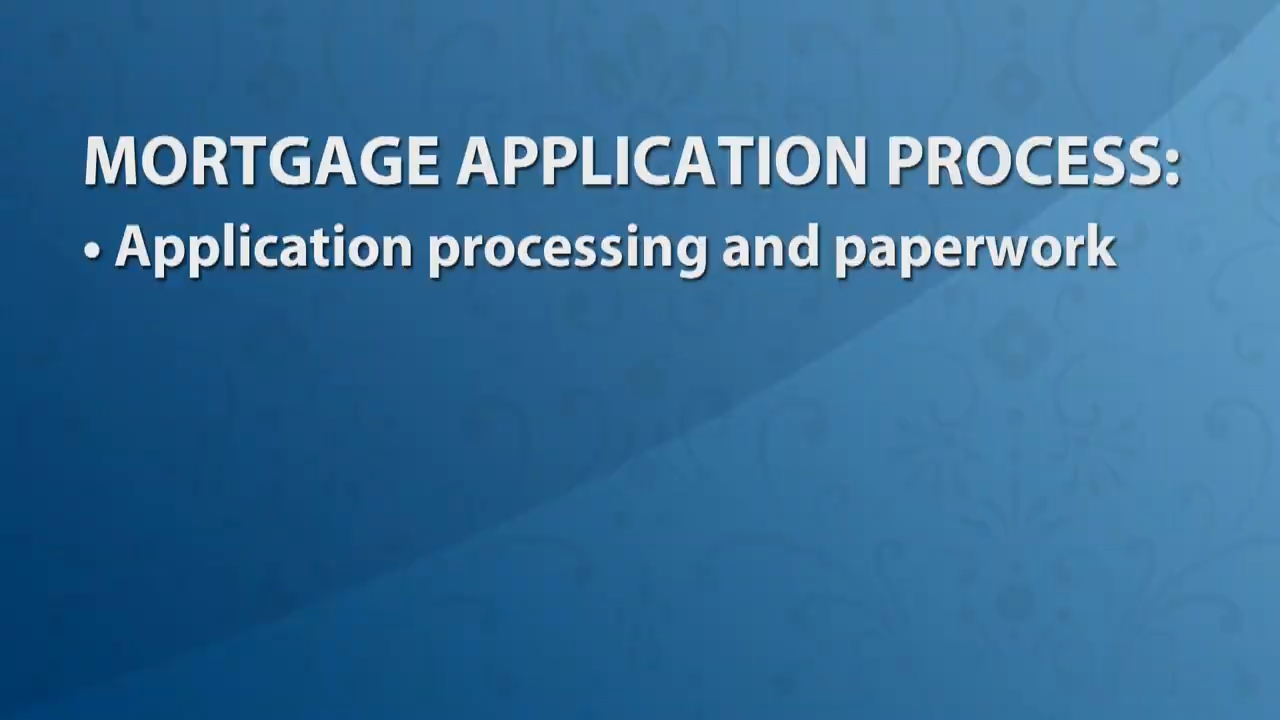 MORTGAGE APPLICATION PROCESS:
• Application processing and paperwork